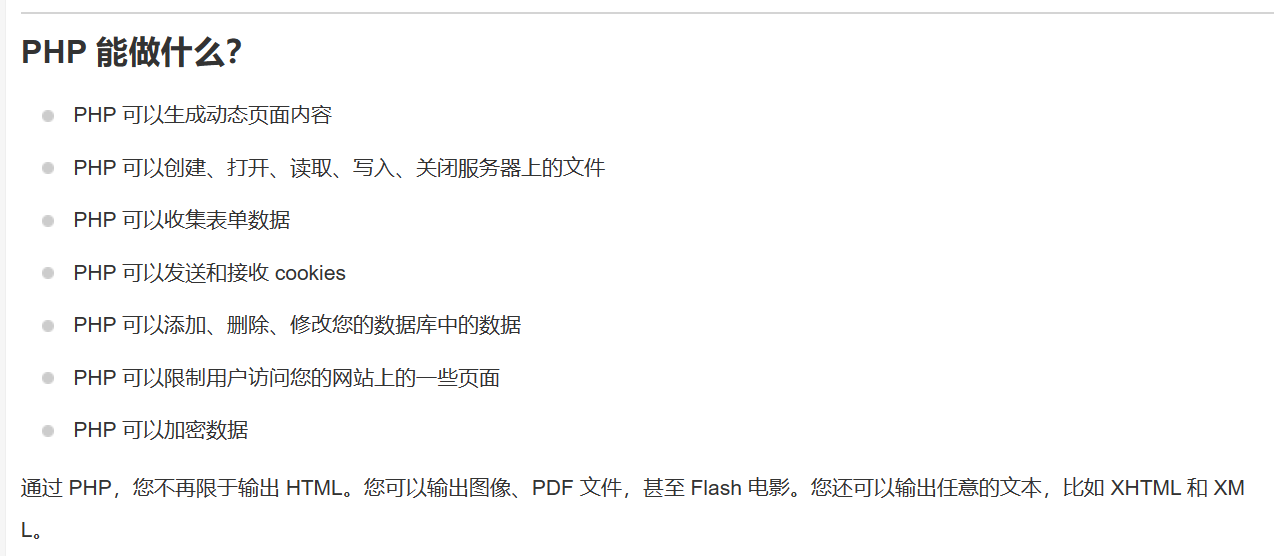 PHP 能做什么？
PHP 可以生成动态页面内容
PHP 可以创建、打开、读取、写入、关闭服务器上的文件
PHP 可以收集表单数据
PHP 可以发送和接收 cookies
PHP 可以添加、删除、修改您的数据库中的数据
PHP 可以限制用户访问您的网站上的一些页面
PHP 可以加密数据
通过 PHP，您不再限于输出 HTML。您可以输出图像、PDF 文件，甚至 Flash 电影。您还可以输出任意的文本，比如 XHTML 和 XM
L。